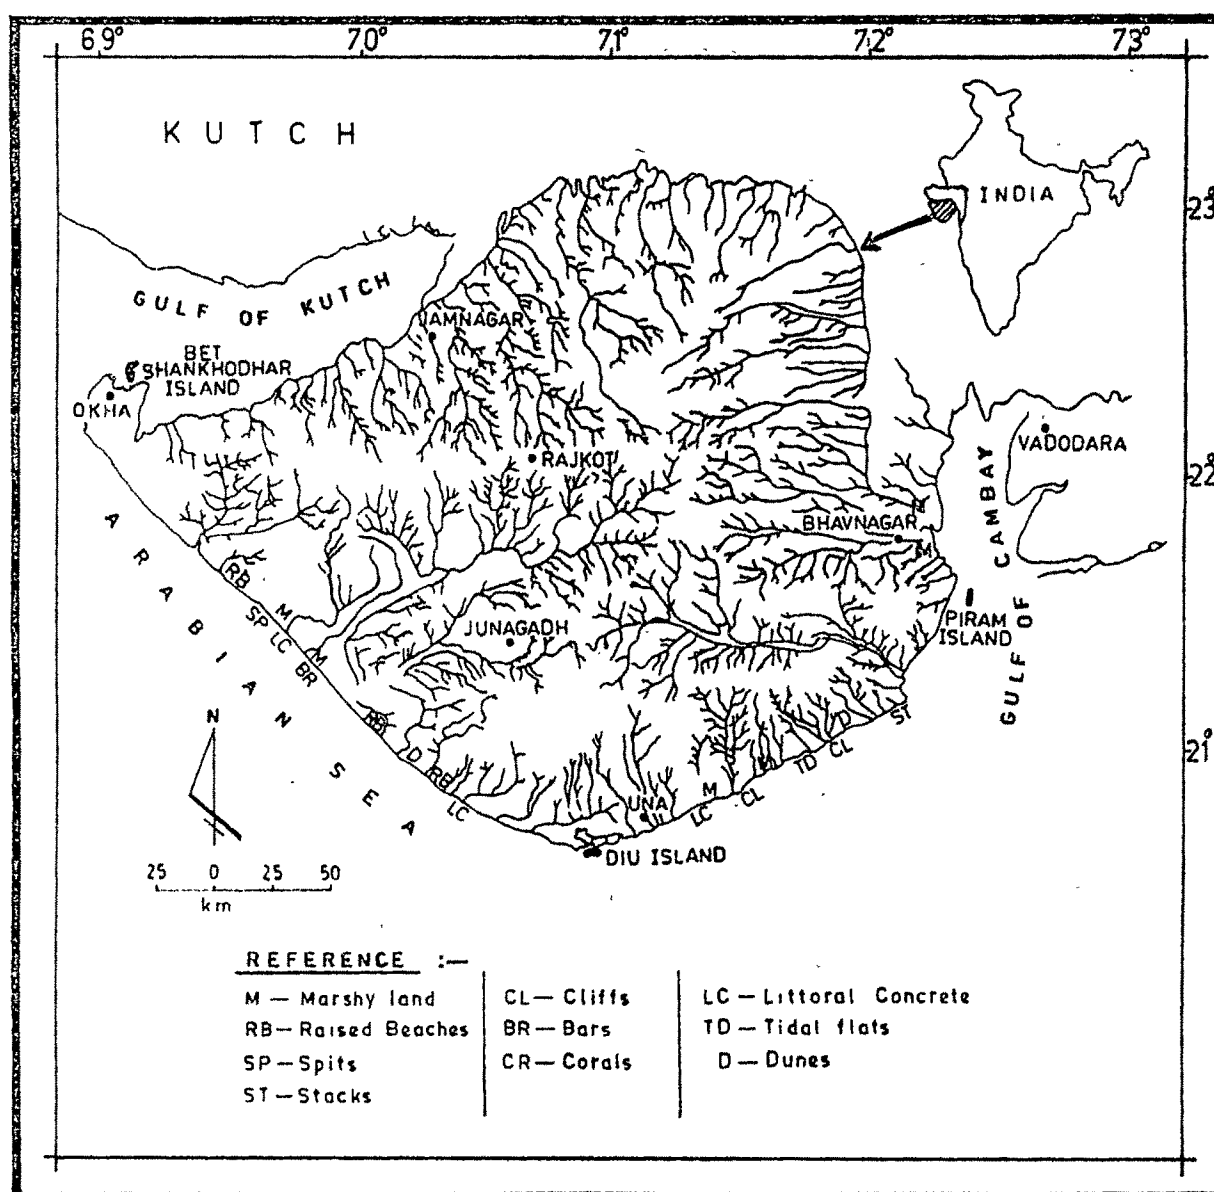 69° 70° 71° 72° 73°
KUTCH
INDIA
23°
GULF OF KUTCH
JAMNAGAR
BET
SHANKHODHAR
ISLAND
OKHA
VADODARA
RAJKOT
22°
BHAVNAGAR
M
GULF OF CAMBAY
ARABIAN SEA
RB
SP
M
LC
BR
M
PIRAM
ISLAND
JUNAGADH
N
RB
D
RB
LC
ST
D
CL
TD
21°
M
CL
LC
UNA
DIU ISLAND
25 0 25 50
km
REFERENCE :—
M — Marshy land
RB — Raised Beaches
SP — Spits
ST — Stacks
CL — Cliffs
BR — Bars
CR — Corals
LC — Littoral Concrete
TD — Tidal flats
D — Dunes